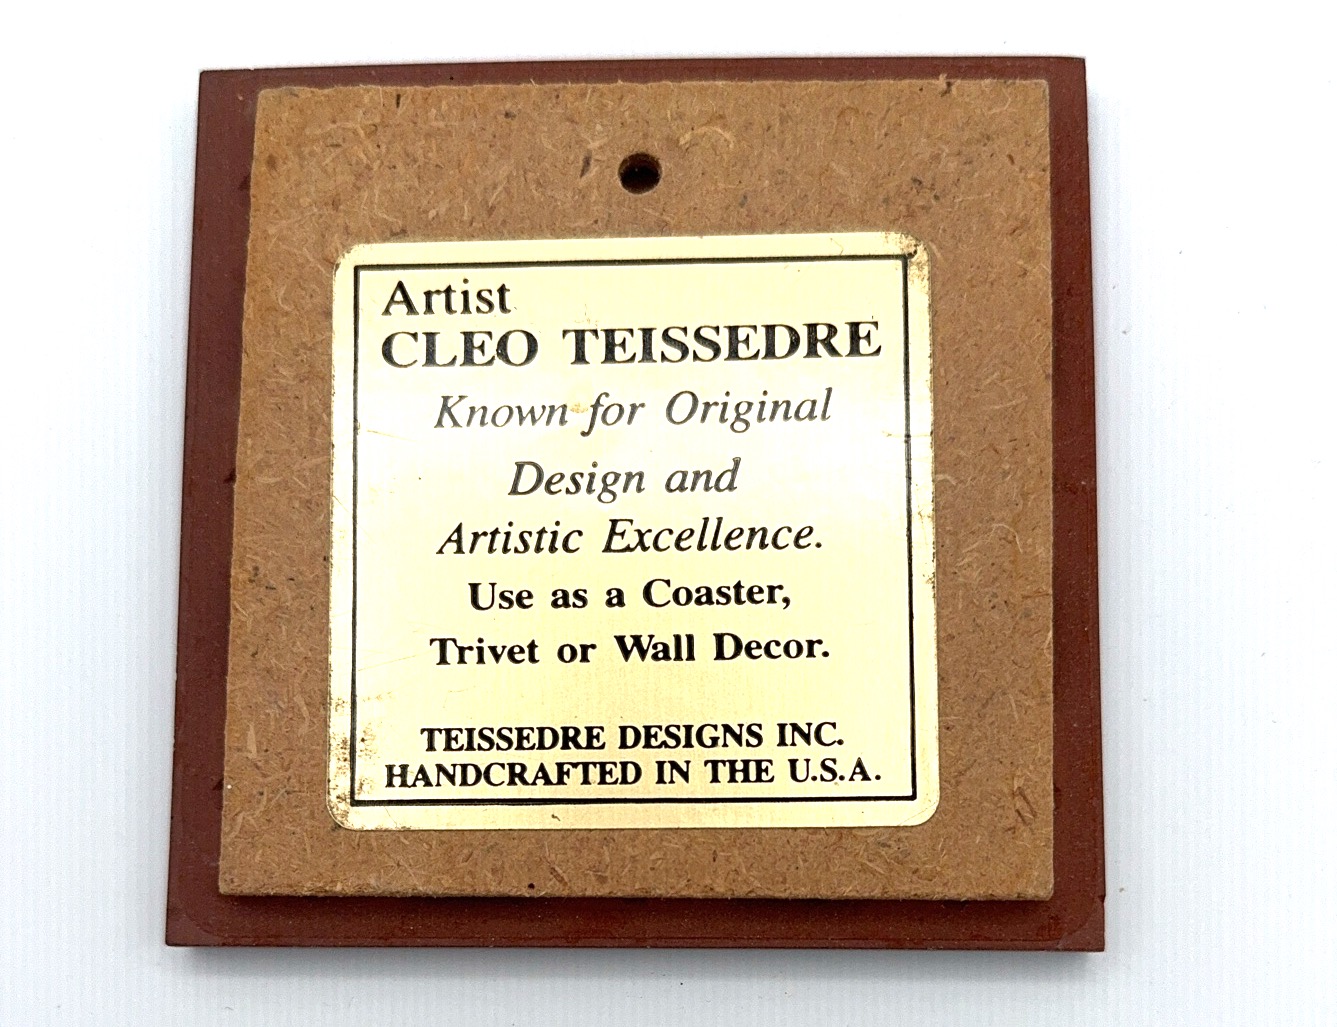 Artist
CLEO TEISSEDRE
Known for Original
Design and
Artistic Excellence.
Use as a Coaster,
Trivet or Wall Decor.
TEISSEDRE DESIGNS INC.
HANDCRAFTED IN THE U.S.A.